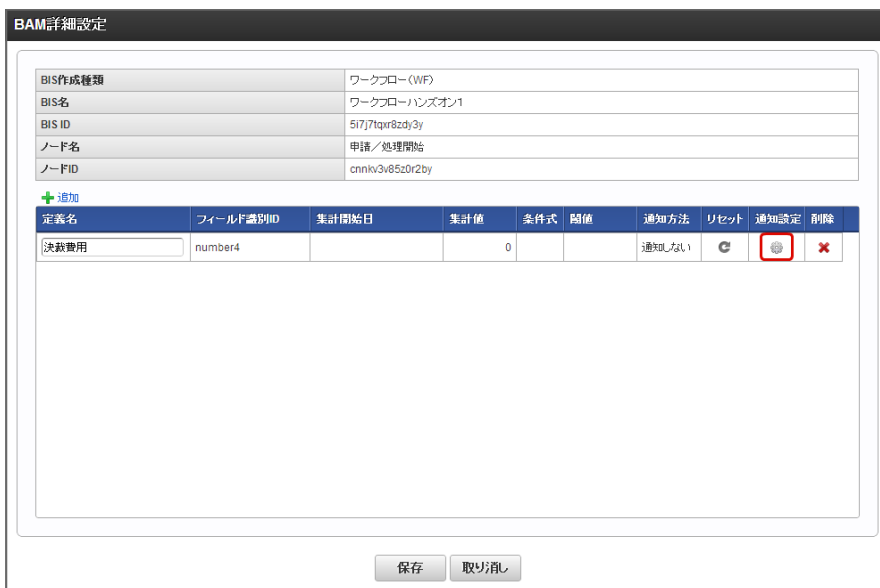 BAM詳細設定
BIS作成種類 ワークフロー(WF)
BIS名 ワークフローハンズオン1
BIS ID 5i7j7tqxr8zdy3y
ノード名 申請／処理開始
ノードID cnnkv3v85z0r2by
追加
定義名 フィールド識別ID 集計開始日 集計値 条件式 閾値 通知方法 リセット 通知設定 削除
決裁費用 number4 0 通知しない
保存 取り消し